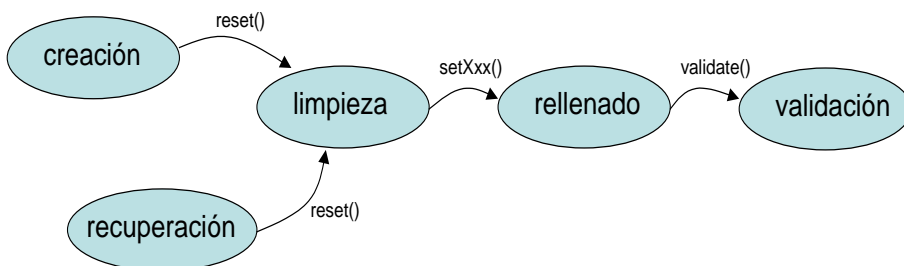 creación
reset()
limpieza
setXxx()
rellenado
validate()
validación
recuperación
reset()